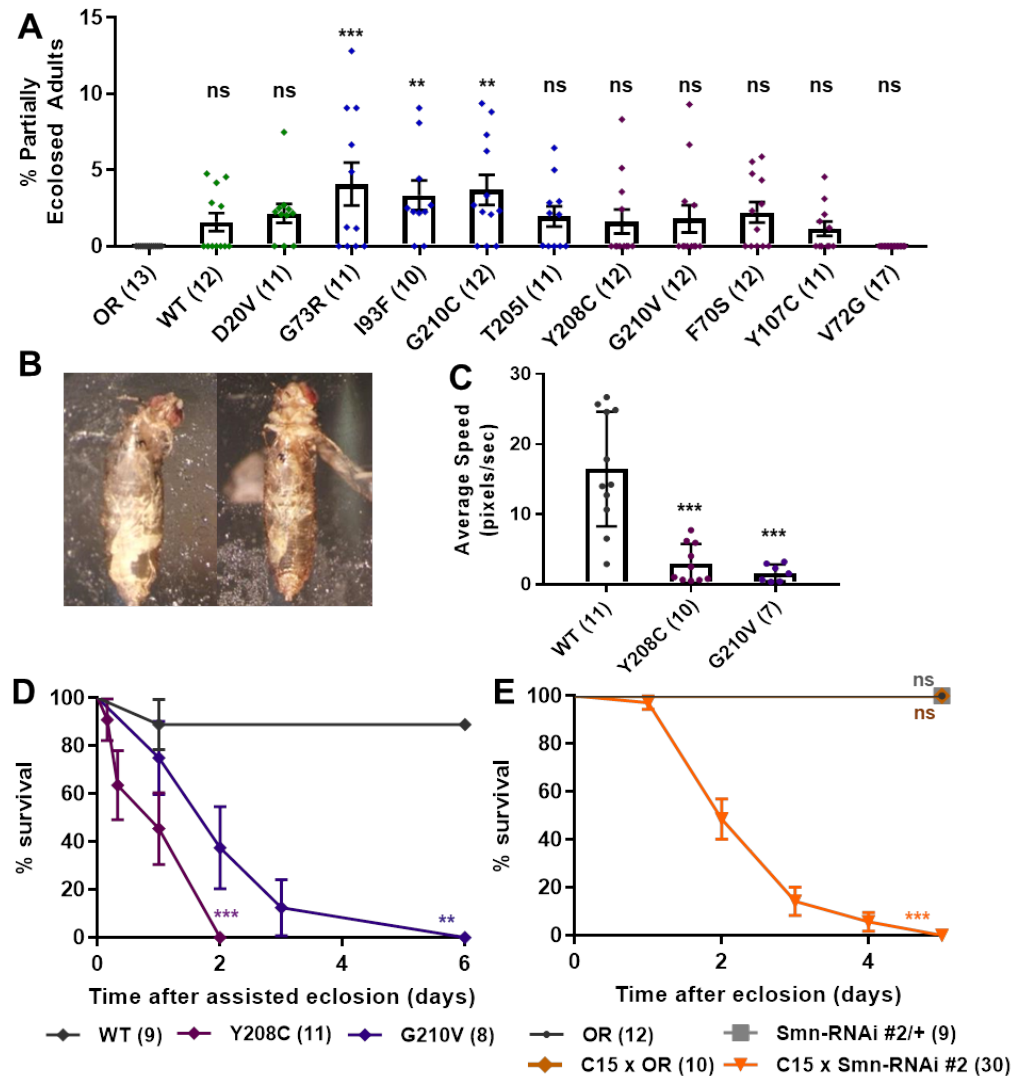 A
% Partially
Ecolosed Adults
15
10
5
0
ns
ns
***
**
**
ns
ns
ns
ns
ns
ns
OR (13)
WT (12)
D20V (11)
G73R (11)
I93F (10)
G210C (12)
T205I (11)
Y208C (12)
G210V (12)
F70S (12)
Y107C (11)
V72G (17)
B
C
Average Speed
(pixels/sec)
30
20
10
0
***
***
WT (11)
Y208C (10)
G210V (7)
D
% survival
100
80
60
40
20
0
***
**
0
2
4
6
Time after assisted eclosion (days)
WT (9)
Y208C (11)
G210V (8)
E
% survival
100
80
60
40
20
0
ns
ns
***
0
2
4
Time after eclosion (days)
OR (12)
Smn-RNAi #2/+ (9)
C15 x OR (10)
C15 x Smn-RNAi #2 (30)